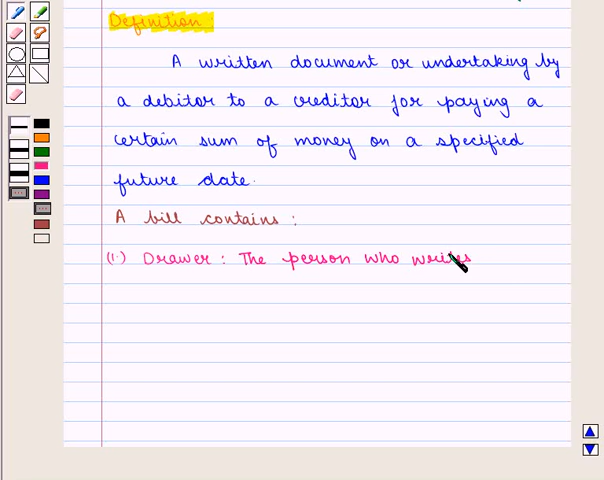 Definition :
A written document or undertaking by
a debitor to a creditor for paying a
certain sum of money on a specified
future date.
A bill contains :
(1.) Drawer : The person who writes